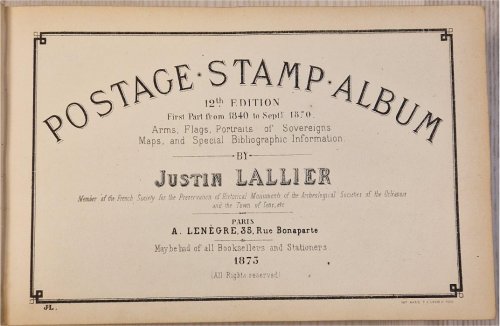 POSTAGE · STAMP · ALBUM
12th EDITION
First Part from 1840 to Septr 1870.
Arms, Flags, Portraits of Sovereigns
Maps, and Special Bibliographic Information.
BY
JUSTIN LALLIER
Member of the French Society for the Preservation of Historical Monuments of the Archeological Societies of the Orleanais
and the Town of Sens, etc
PARIS
A. LENÈGRE, 35, Rue Bonaparte
Maybe had of all Booksellers and Stationers
1873
(All Rights reserved)
JL.